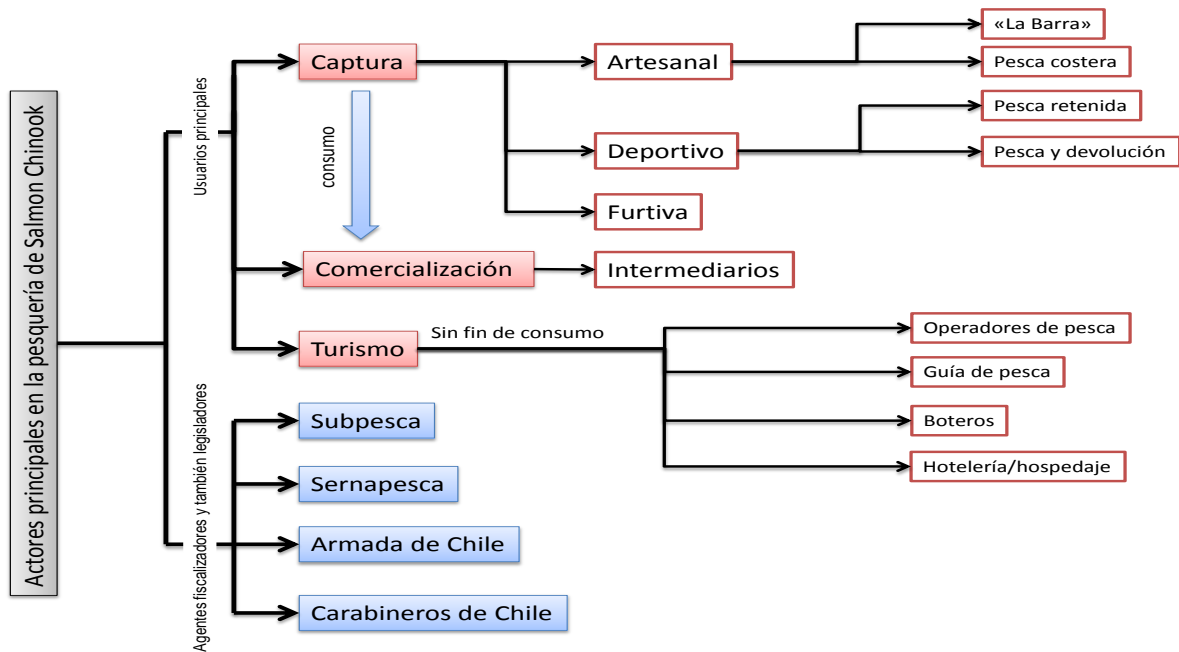 Actores principales en la pesquería de Salmon Chinook
Usuarios principales
Captura
consumo
Artesanal
«La Barra»
Pesca costera
Deportivo
Pesca retenida
Pesca y devolución
Furtiva
Comercialización
Intermediarios
Turismo
Sin fin de consumo
Operadores de pesca
Guía de pesca
Boteros
Hotelería/hospedaje
Agentes fiscalizadores y también legisladores
Subpesca
Sernapesca
Armada de Chile
Carabineros de Chile